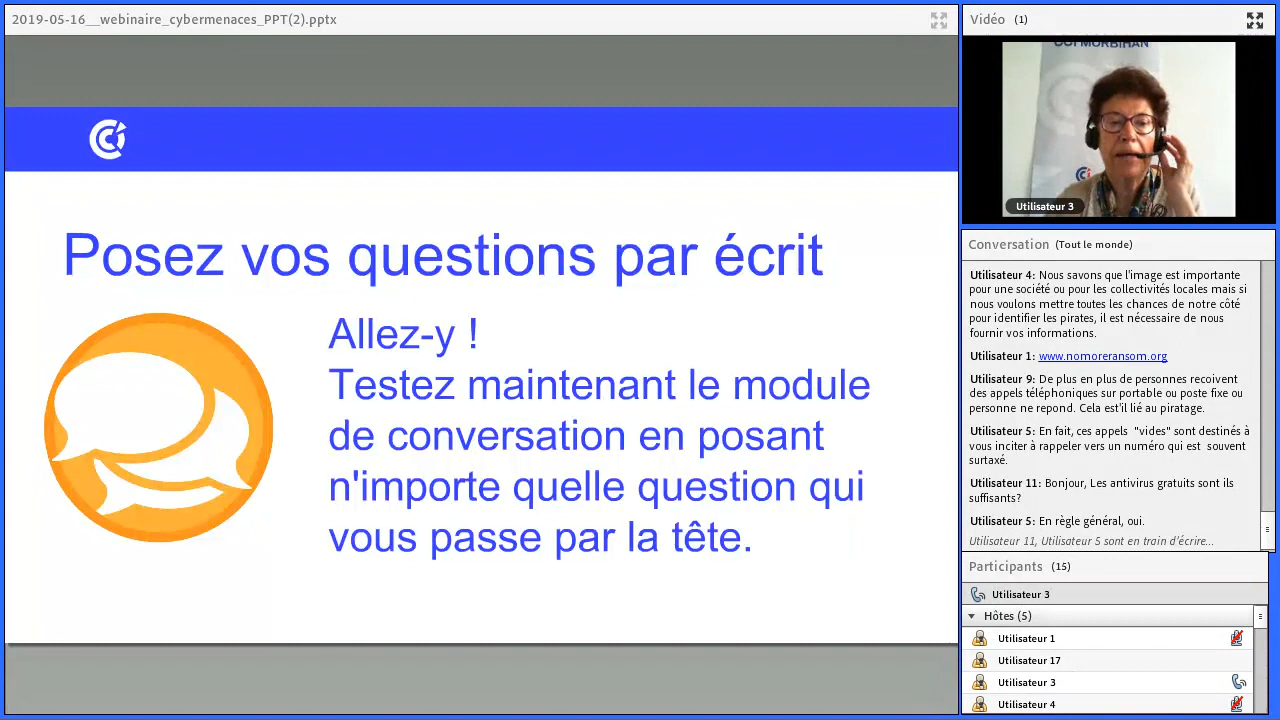 2019-05-16__webinaire_cybermenaces_PPT(2).pptx
Posez vos questions par écrit
Allez-y !
Testez maintenant le module
de conversation en posant
n'importe quelle question qui
vous passe par la tête.
Vidéo (1)
CCI MORBIHAN
Utilisateur 3
Conversation (Tout le monde)
Utilisateur 4: Nous savons que l'image est importante
pour une société ou pour les collectivités locales mais si
nous voulons mettre toutes les chances de notre côté
pour identifier les pirates, il est nécessaire de nous
fournir vos informations.
Utilisateur 1: www.nomoreransom.org
Utilisateur 9: De plus en plus de personnes recoivent
des appels téléphoniques sur portable ou poste fixe ou
personne ne repond. Cela est'il lié au piratage.
Utilisateur 5: En fait, ces appels "vides" sont destinés à
vous inciter à rappeler vers un numéro qui est souvent
surtaxé.
Utilisateur 11: Bonjour, Les antivirus gratuits sont ils
suffisants?
Utilisateur 5: En règle général, oui.
Utilisateur 11, Utilisateur 5 sont en train d'écrire...
Participants (15)
Utilisateur 3
Hôtes (5)
Utilisateur 1
Utilisateur 17
Utilisateur 3
Utilisateur 4